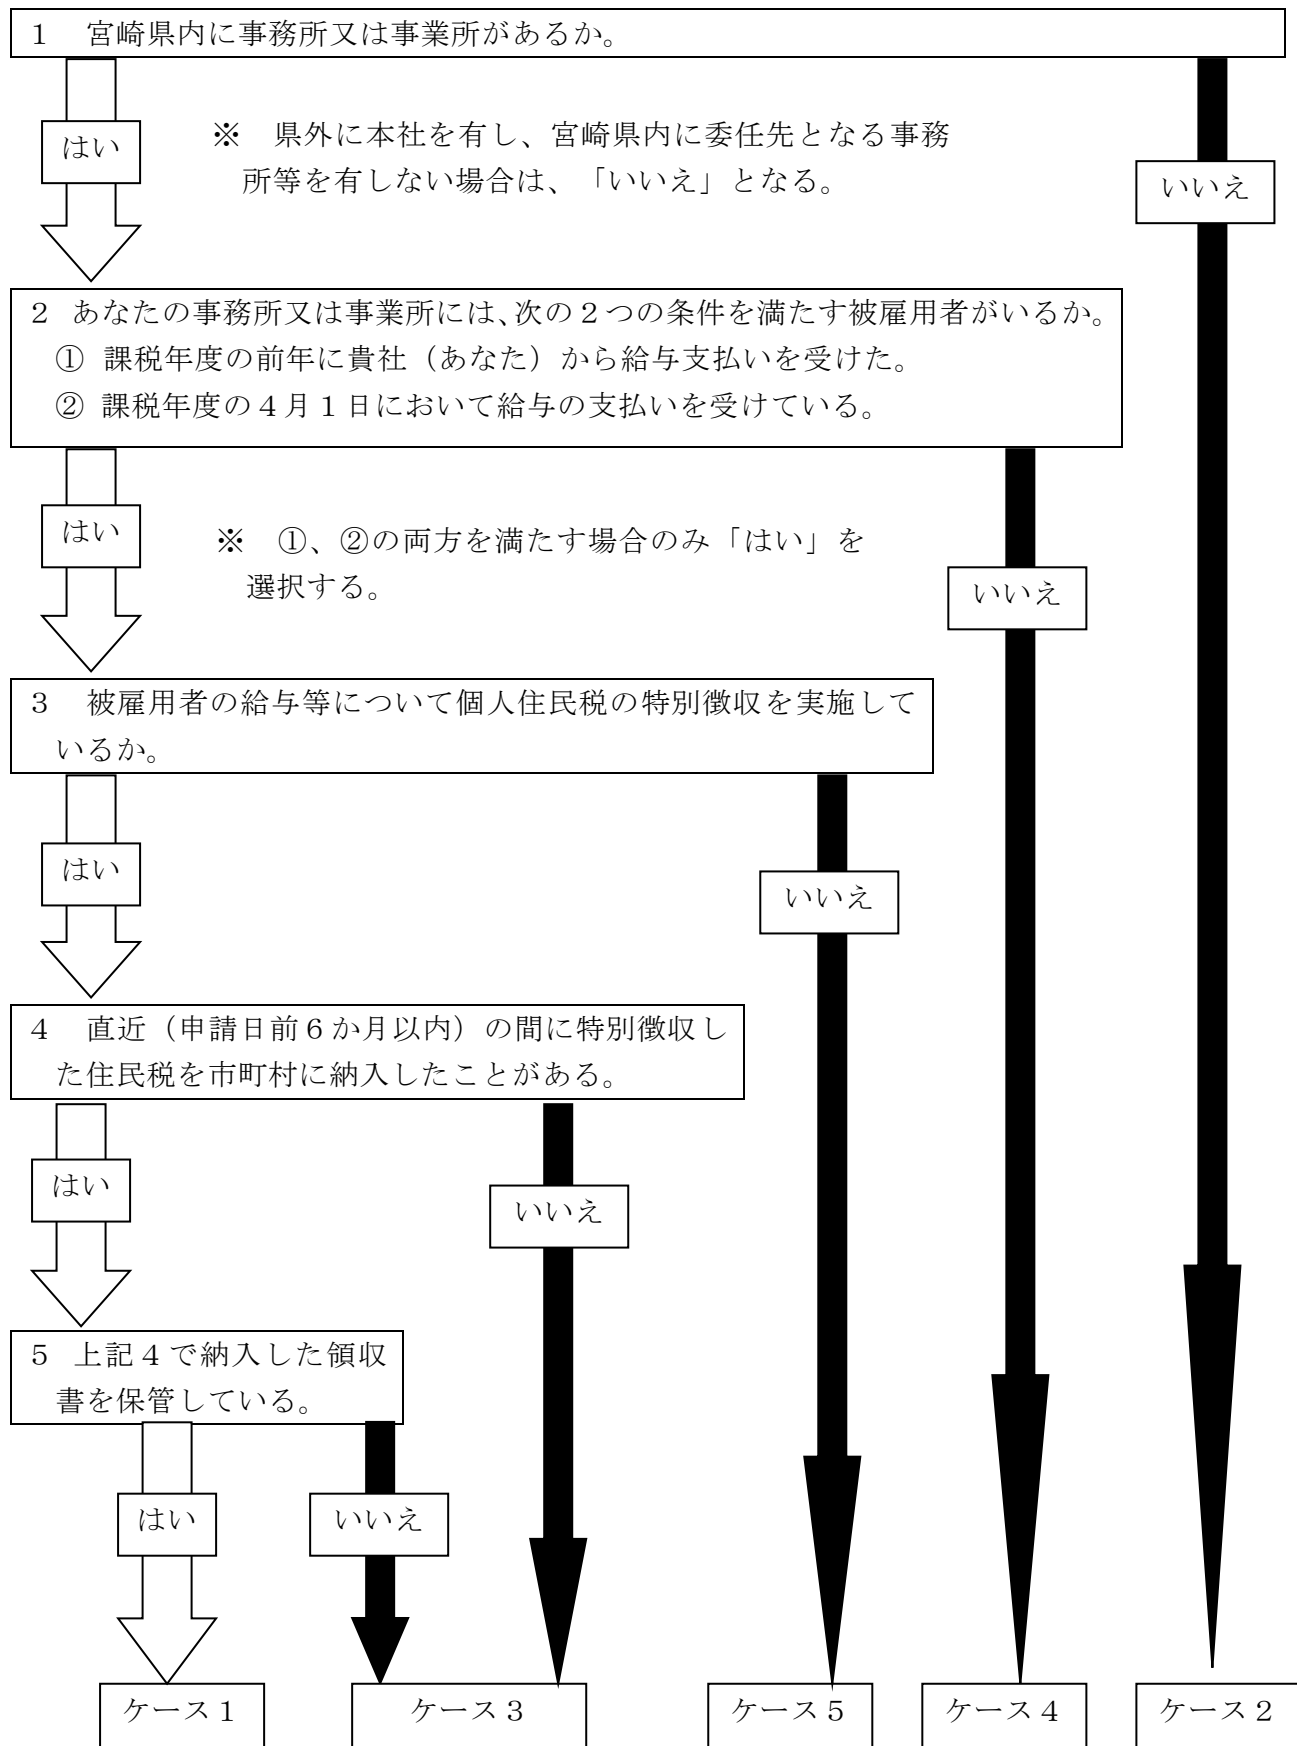 １　宮崎県内に事務所又は事業所があるか。
はい
※　県外に本社を有し、宮崎県内に委任先となる事務
所等を有しない場合は、「いいえ」となる。
いいえ
２ あなたの事務所又は事業所には、次の２つの条件を満たす被雇用者がいるか。
① 課税年度の前年に貴社（あなた）から給与支払いを受けた。
② 課税年度の４月１日において給与の支払いを受けている。
はい
※　①、②の両方を満たす場合のみ「はい」を
選択する。
いいえ
３　被雇用者の給与等について個人住民税の特別徴収を実施して
いるか。
はい
いいえ
４　直近（申請日前６か月以内）の間に特別徴収し
た住民税を市町村に納入したことがある。
はい
いいえ
５ 上記４で納入した領収
書を保管している。
はい
いいえ
ケース１
ケース３
ケース５
ケース４
ケース２